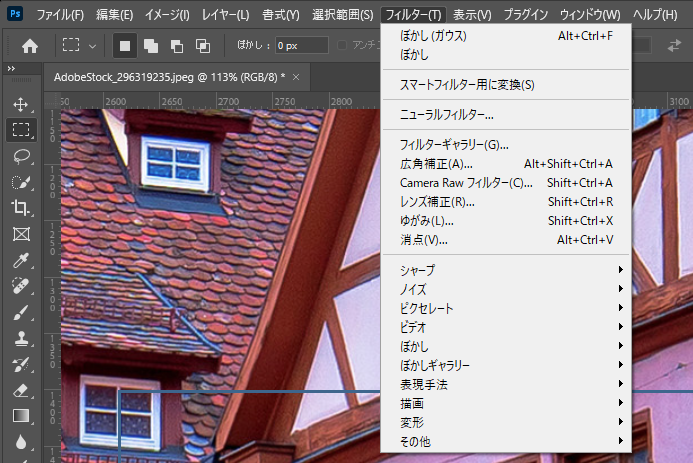 Ps ファイル(F) 編集(E) イメージ(I) レイヤー(L) 書式(Y) 選択範囲(S) フィルター(T) 表示(V) プラグイン ウィンドウ(W) ヘルプ(H)
ぼかし : 0 px アンチ
AdobeStock_296319235.jpeg @ 113% (RGB/8) * ×
50 2600 2650 2700 2750 2800 3100
1150
1200
1250
1300
1350
1400
14
ぼかし (ガウス) Alt+Ctrl+F
ぼかし
スマートフィルター用に変換(S)
ニューラルフィルター...
フィルターギャラリー(G)...
広角補正(A)... Alt+Shift+Ctrl+A
Camera Raw フィルター(C)... Shift+Ctrl+A
レンズ補正(R)... Shift+Ctrl+R
ゆがみ(L)... Shift+Ctrl+X
消点(V)... Alt+Ctrl+V
シャープ
ノイズ
ピクセレート
ビデオ
ぼかし
ぼかしギャラリー
表現手法
描画
変形
その他